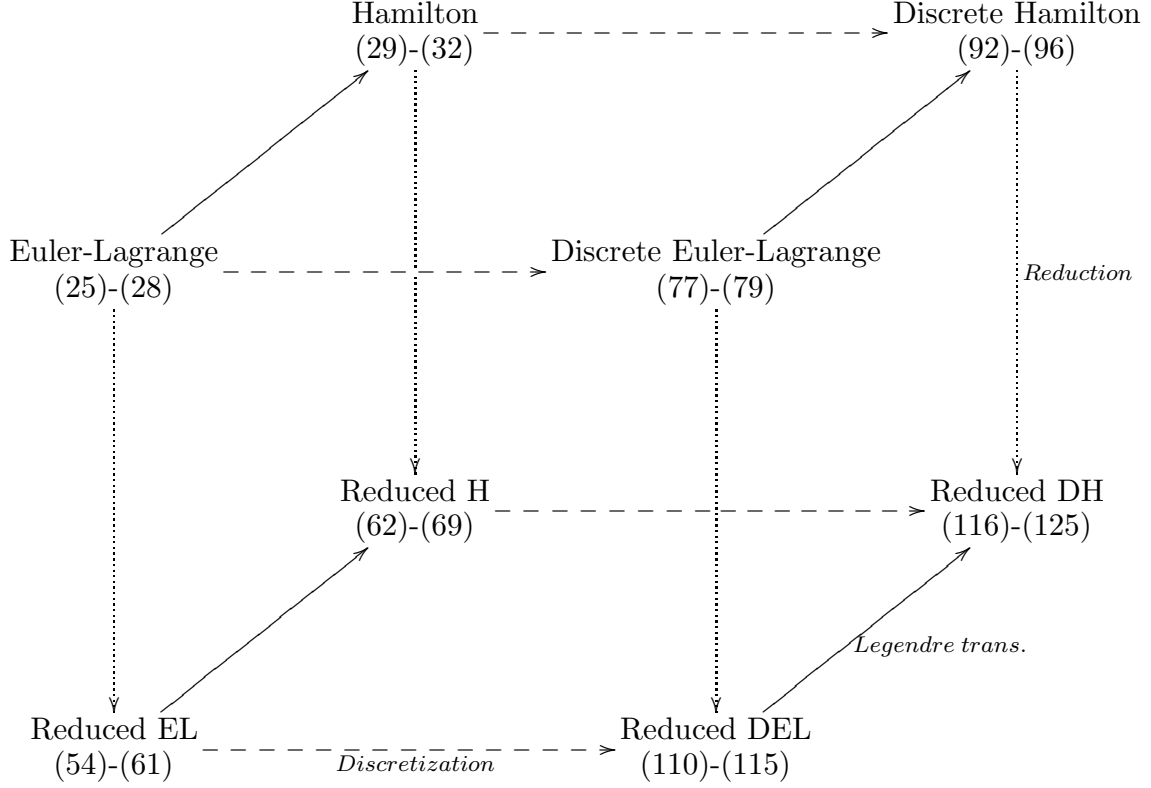 Hamilton
(29)-(32)
Discrete Hamilton
(92)-(96)
Euler-Lagrange
(25)-(28)
Discrete Euler-Lagrange
(77)-(79)
Reduction
Reduced H
(62)-(69)
Reduced DH
(116)-(125)
Legendre trans.
Reduced EL
(54)-(61)
Discretization
Reduced DEL
(110)-(115)